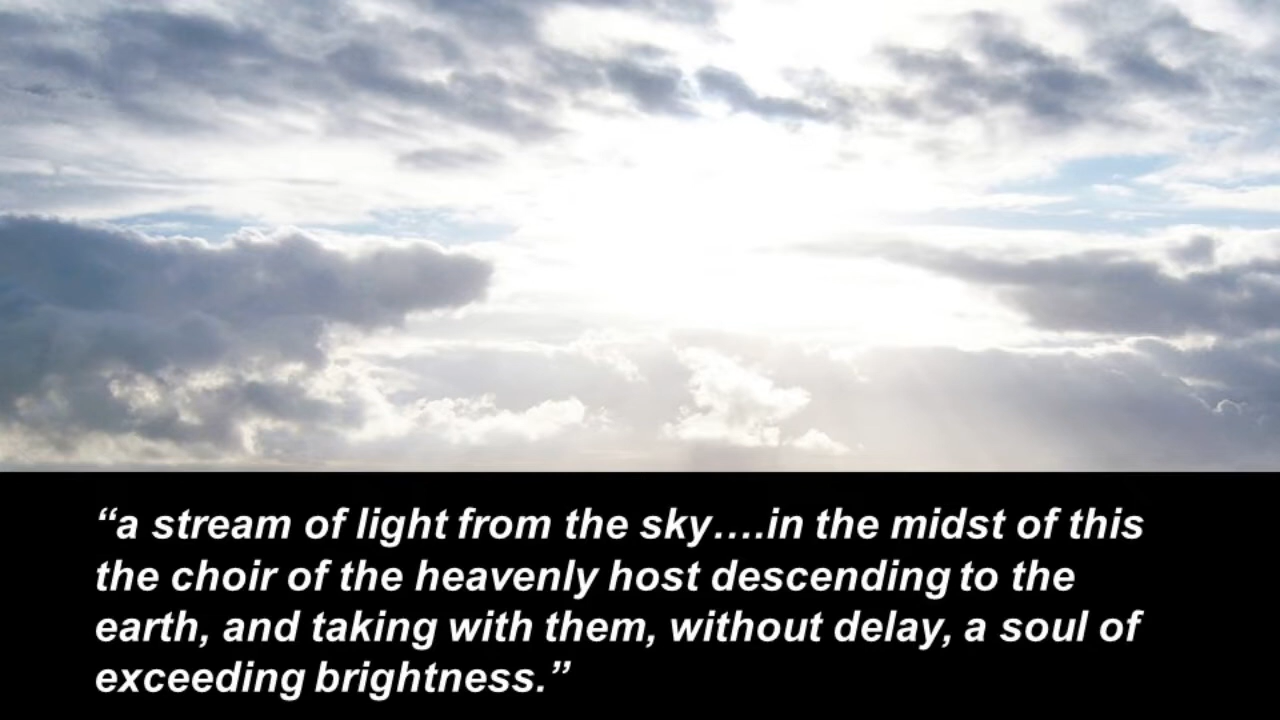 “a stream of light from the sky….in the midst of this
the choir of the heavenly host descending to the
earth, and taking with them, without delay, a soul of
exceeding brightness.”